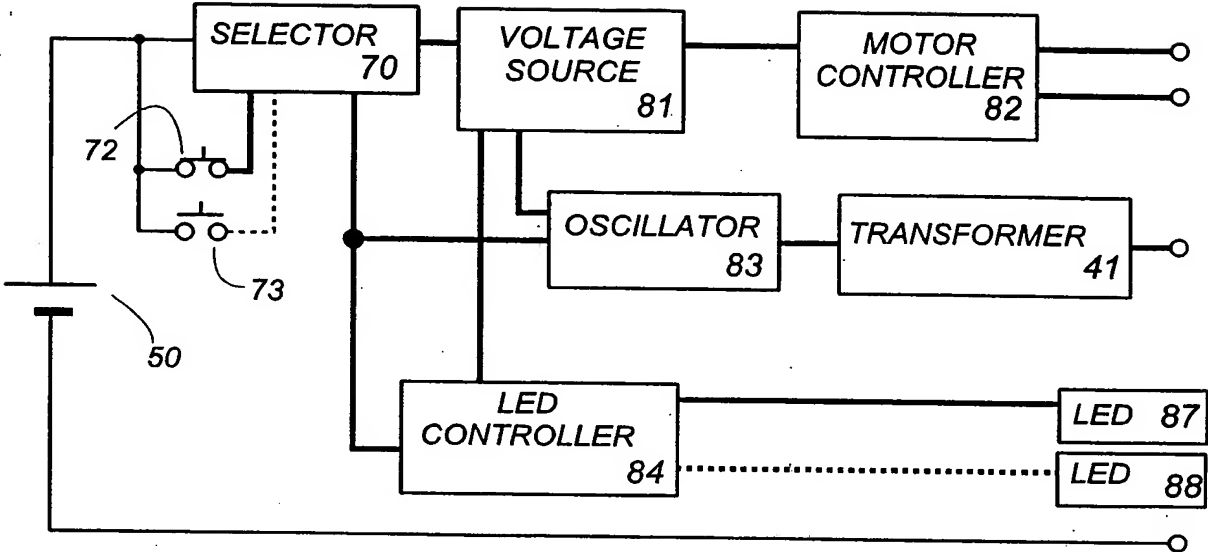 SELECTOR
70
VOLTAGE
SOURCE
81
MOTOR
CONTROLLER
82
72
73
50
OSCILLATOR
83
TRANSFORMER
41
LED
CONTROLLER
84
LED 87
LED 88